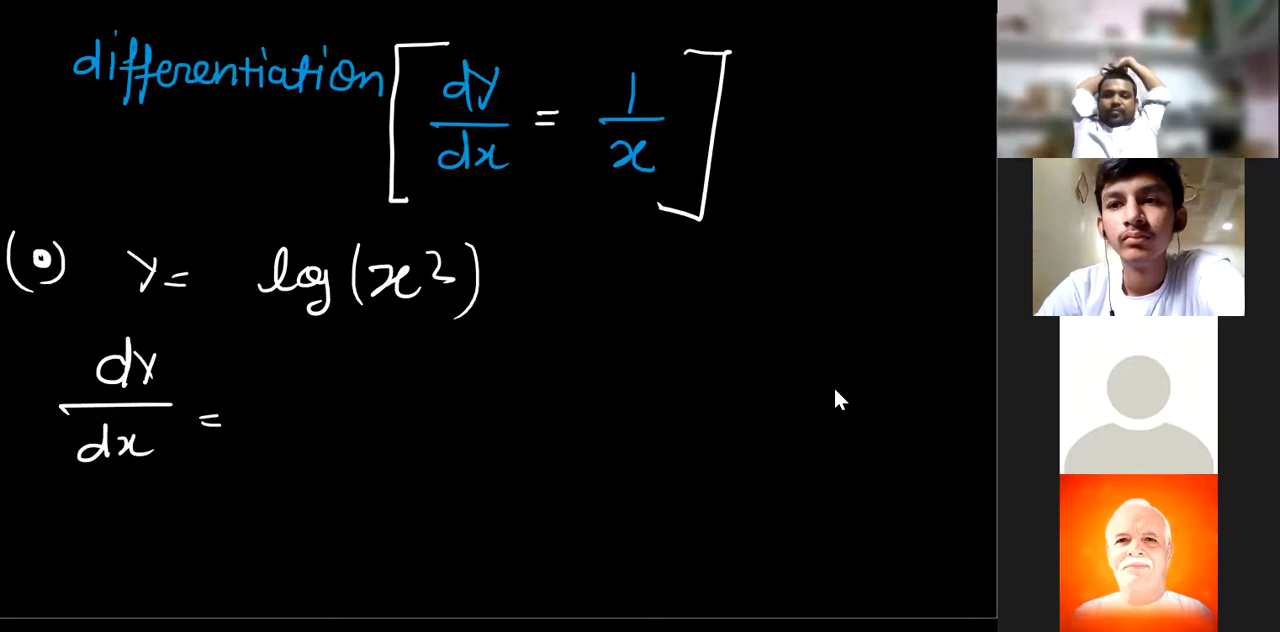 differentiation [dy/dx = 1/x]
(•) y = log(x²)
dy/dx =